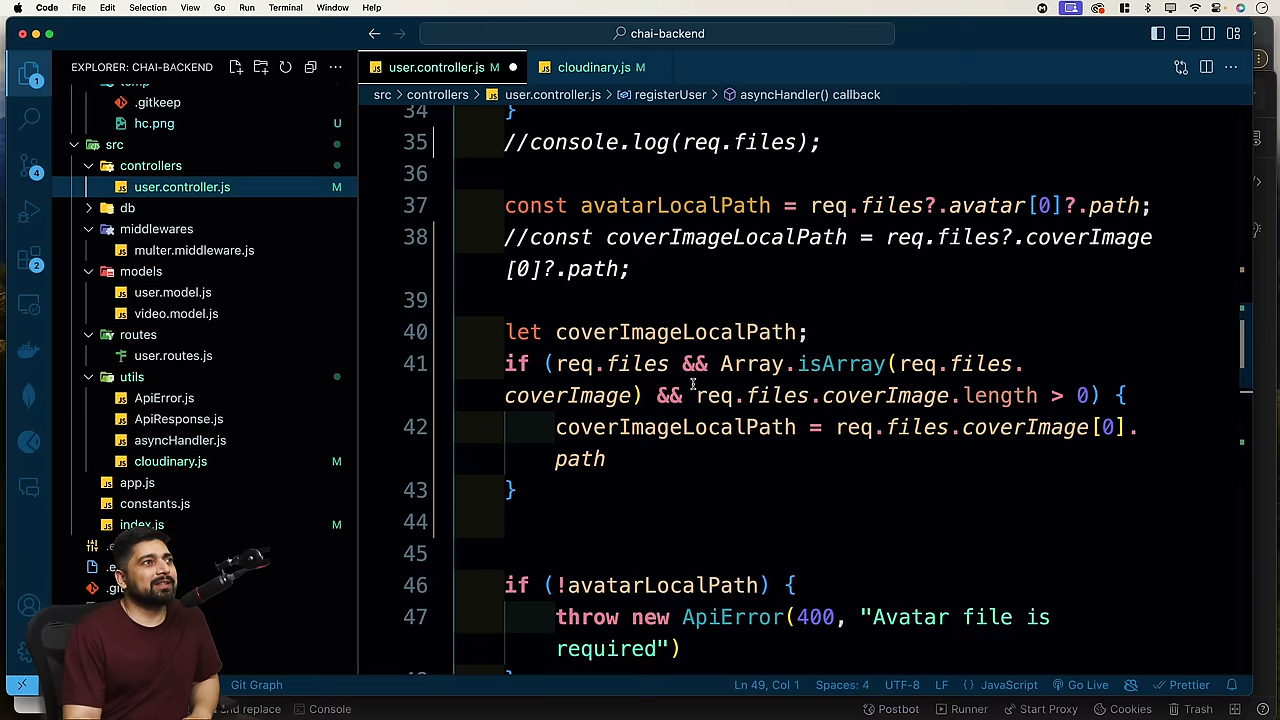 Code File Edit Selection View Go Run Terminal Window Help
chai-backend
EXPLORER: CHAI-BACKEND
user.controller.js M
cloudinary.js M
src > controllers > user.controller.js > registerUser > asyncHandler() callback
temp
.gitkeep
hc.png U
src
controllers
user.controller.js M
db
middlewares
multer.middleware.js
models
user.model.js
video.model.js
routes
user.routes.js
utils
ApiError.js
ApiResponse.js
asyncHandler.js
cloudinary.js M
app.js
constants.js
index.js M
1
4
2
34 }
35 //console.log(req.files);
36
37 const avatarLocalPath = req.files?.avatar[0]?.path;
38 //const coverImageLocalPath = req.files?.coverImage
[0]?.path;
39
40 let coverImageLocalPath;
41 if (req.files && Array.isArray(req.files.
coverImage) && req.files.coverImage.length > 0) {
42 coverImageLocalPath = req.files.coverImage[0].
path
43 }
44
45
46 if (!avatarLocalPath) {
47 throw new ApiError(400, "Avatar file is
required")
Git Graph
Ln 49, Col 1 Spaces: 4 UTF-8 LF {} JavaScript Go Live Prettier
and replace Console
Postbot Runner Start Proxy Cookies Trash